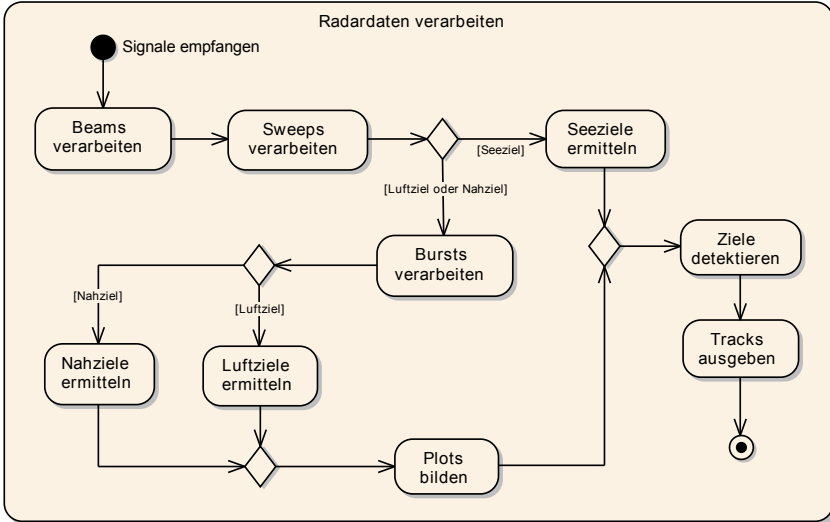 Radardaten verarbeiten
Signale empfangen
Beams
verarbeiten
Sweeps
verarbeiten
[Seeziel]
Seeziele
ermitteln
[Luftziel oder Nahziel]
Bursts
verarbeiten
Ziele
detektieren
[Nahziel]
[Luftziel]
Nahziele
ermitteln
Luftziele
ermitteln
Tracks
ausgeben
Plots
bilden